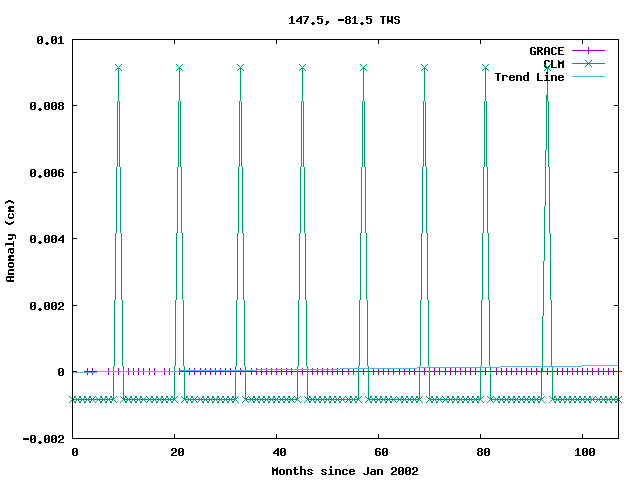 147.5, -81.5 TWS
GRACE
CLM
Trend Line
0.01
0.008
0.006
0.004
0.002
0
-0.002
Anomaly (cm)
0 20 40 60 80 100
Months since Jan 2002